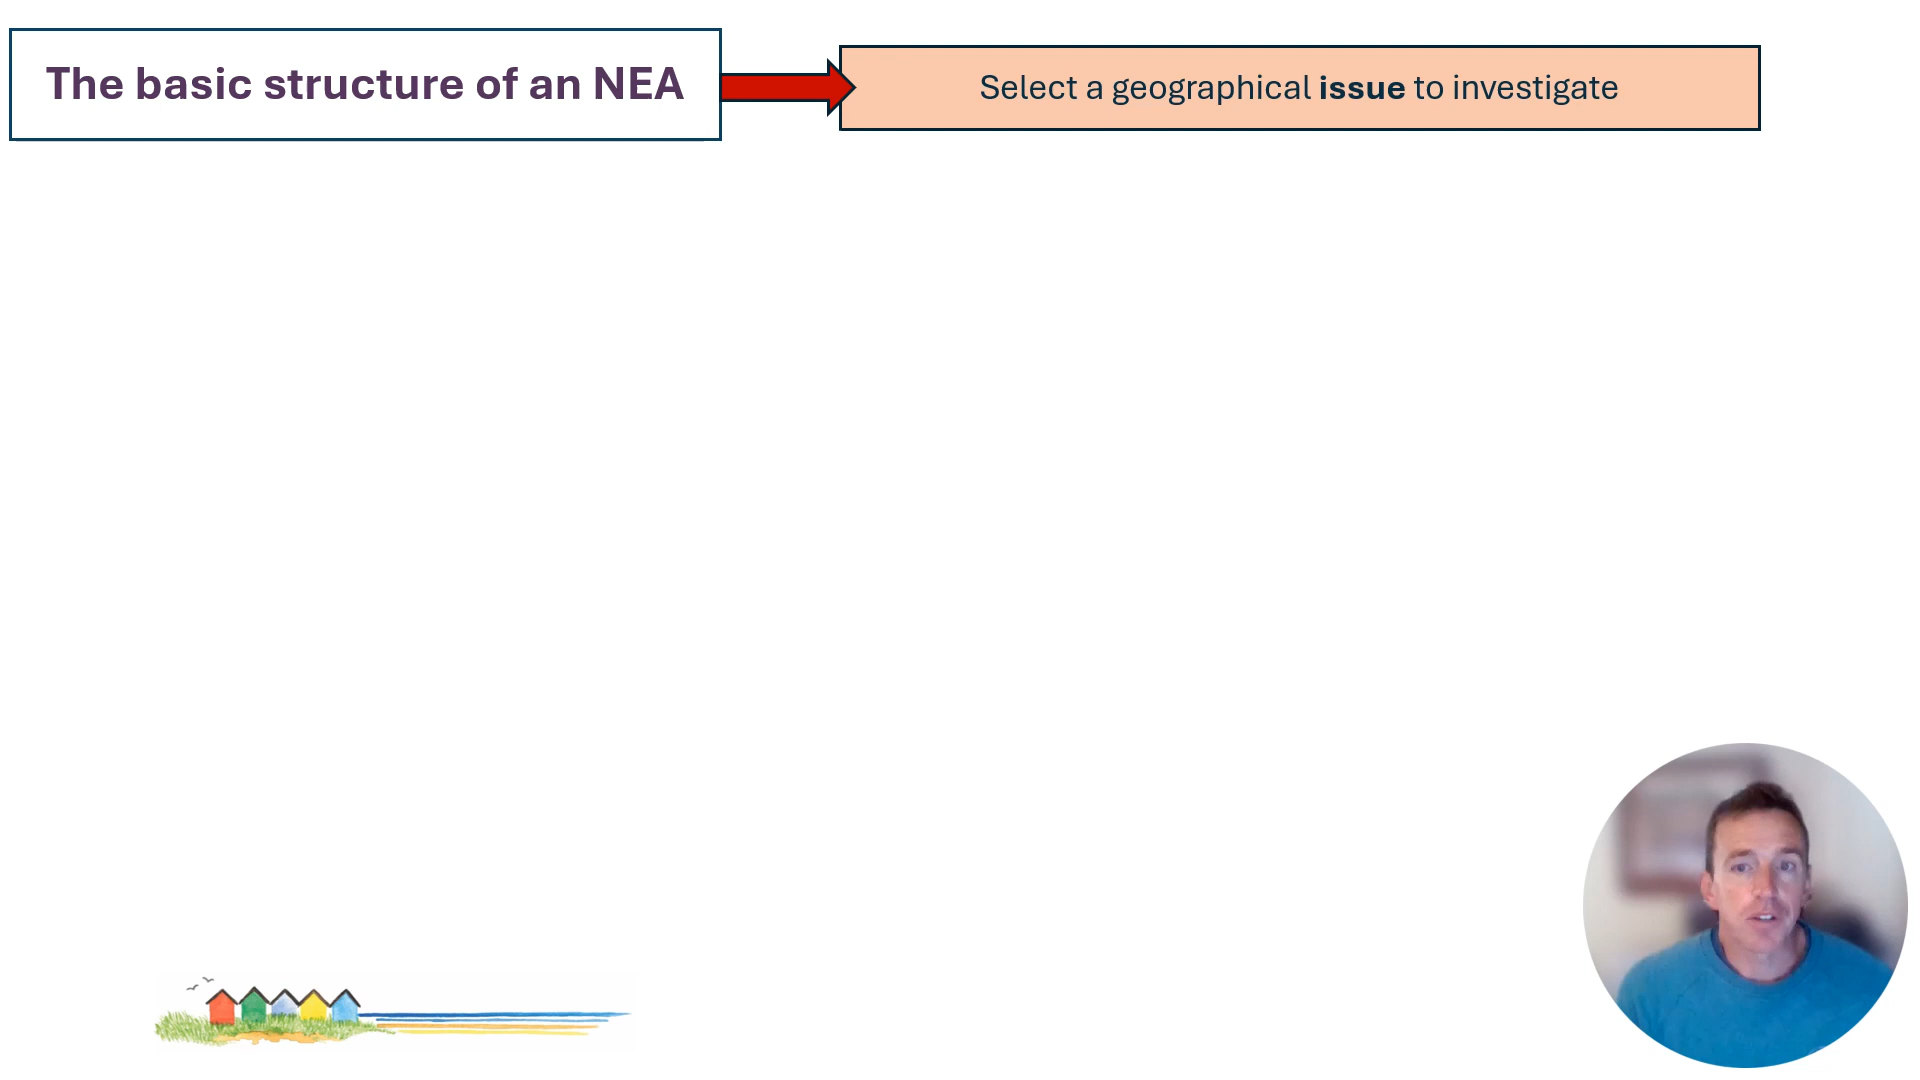 The basic structure of an NEA
Select a geographical issue to investigate